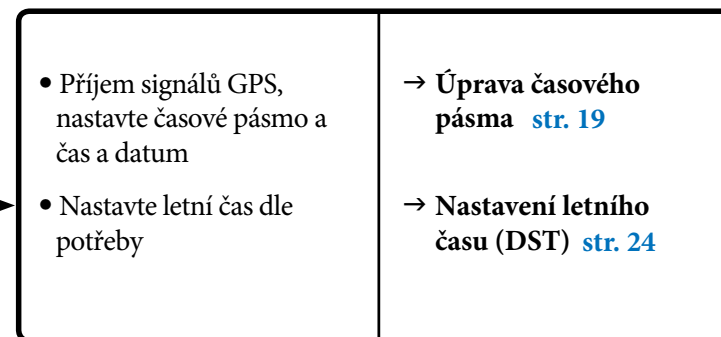 • Příjem signálů GPS,
nastavte časové pásmo a
čas a datum
• Nastavte letní čas dle
potřeby
→ Úprava časového
pásma str. 19
→ Nastavení letního
času (DST) str. 24